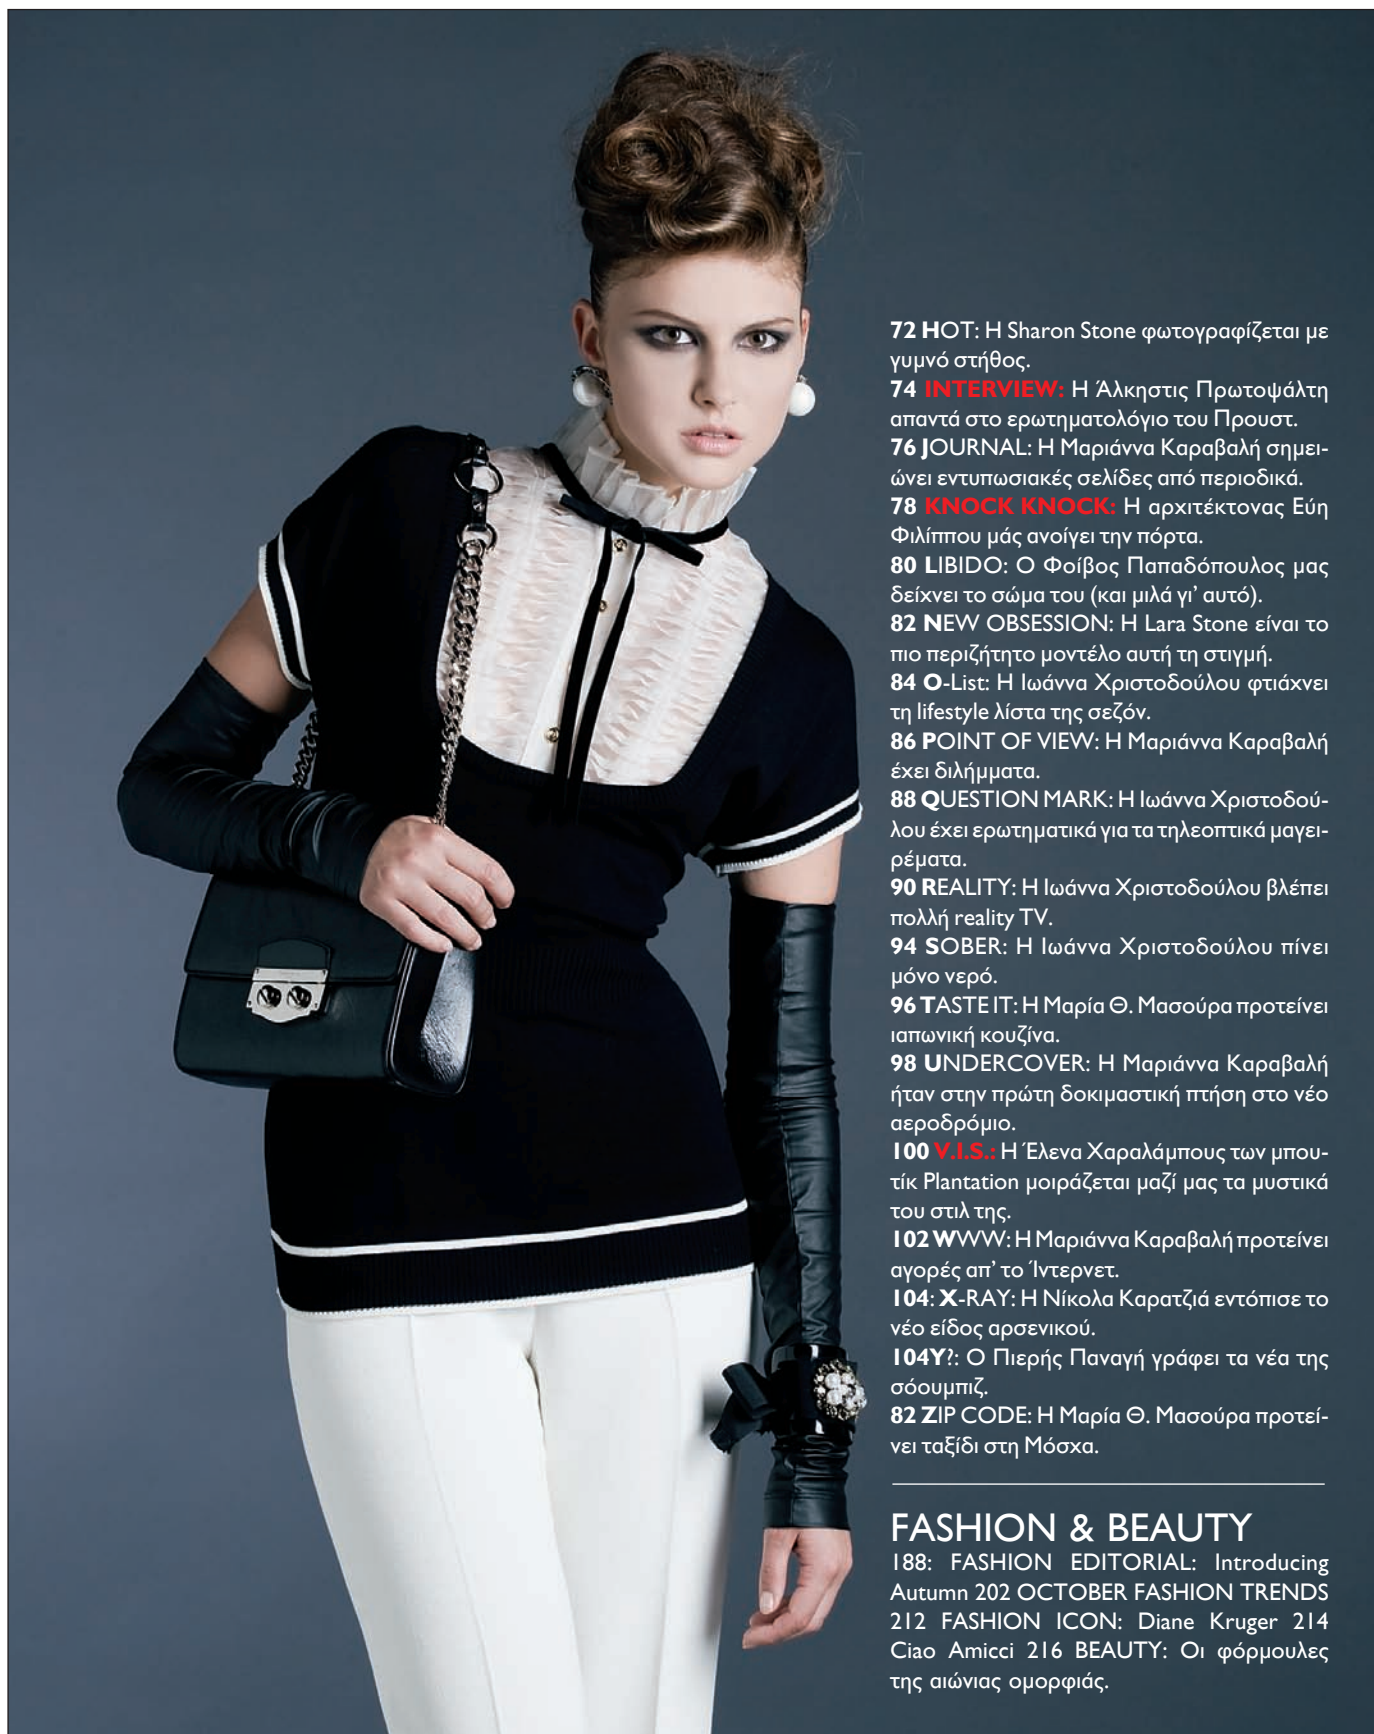 72 HOT: Η Sharon Stone φωτογραφίζεται με
γυμνό στήθος.
74 INTERVIEW: Η Άλκηστις Πρωτοψάλτη
απαντά στο ερωτηματολόγιο του Προυστ.
76 JOURNAL: Η Μαριάννα Καραβαλή σημει-
ώνει εντυπωσιακές σελίδες από περιοδικά.
78 KNOCK KNOCK: Η αρχιτέκτονας Εύη
Φιλίππου μάς ανοίγει την πόρτα.
80 LIBIDO: Ο Φοίβος Παπαδόπουλος μας
δείχνει το σώμα του (και μιλά γι' αυτό).
82 NEW OBSESSION: Η Lara Stone είναι το
πιο περιζήτητο μοντέλο αυτή τη στιγμή.
84 O-List: Η Ιωάννα Χριστοδούλου φτιάχνει
τη lifestyle λίστα της σεζόν.
86 POINT OF VIEW: Η Μαριάννα Καραβαλή
έχει διλήμματα.
88 QUESTION MARK: Η Ιωάννα Χριστοδού-
λου έχει ερωτηματικά για τα τηλεοπτικά μαγει-
ρέματα.
90 REALITY: Η Ιωάννα Χριστοδούλου βλέπει
πολλή reality TV.
94 SOBER: Η Ιωάννα Χριστοδούλου πίνει
μόνο νερό.
96 TASTE IT: Η Μαρία Θ. Μασούρα προτείνει
ιαπωνική κουζίνα.
98 UNDERCOVER: Η Μαριάννα Καραβαλή
ήταν στην πρώτη δοκιμαστική πτήση στο νέο
αεροδρόμιο.
100 V.I.S.: Η Έλενα Χαραλάμπους των μπου-
τίκ Plantation μοιράζεται μαζί μας τα μυστικά
του στιλ της.
102 WWW: Η Μαριάννα Καραβαλή προτείνει
αγορές απ' το Ίντερνετ.
104: X-RAY: Η Νίκολα Καρατζιά εντόπισε το
νέο είδος αρσενικού.
104Y?: Ο Πιερής Παναγή γράφει τα νέα της
σόουμπιζ.
82 ZIP CODE: Η Μαρία Θ. Μασούρα προτεί-
νει ταξίδι στη Μόσχα.
FASHION & BEAUTY
188: FASHION EDITORIAL: Introducing
Autumn 202 OCTOBER FASHION TRENDS
212 FASHION ICON: Diane Kruger 214
Ciao Amicci 216 BEAUTY: Οι φόρμουλες
της αιώνιας ομορφιάς.